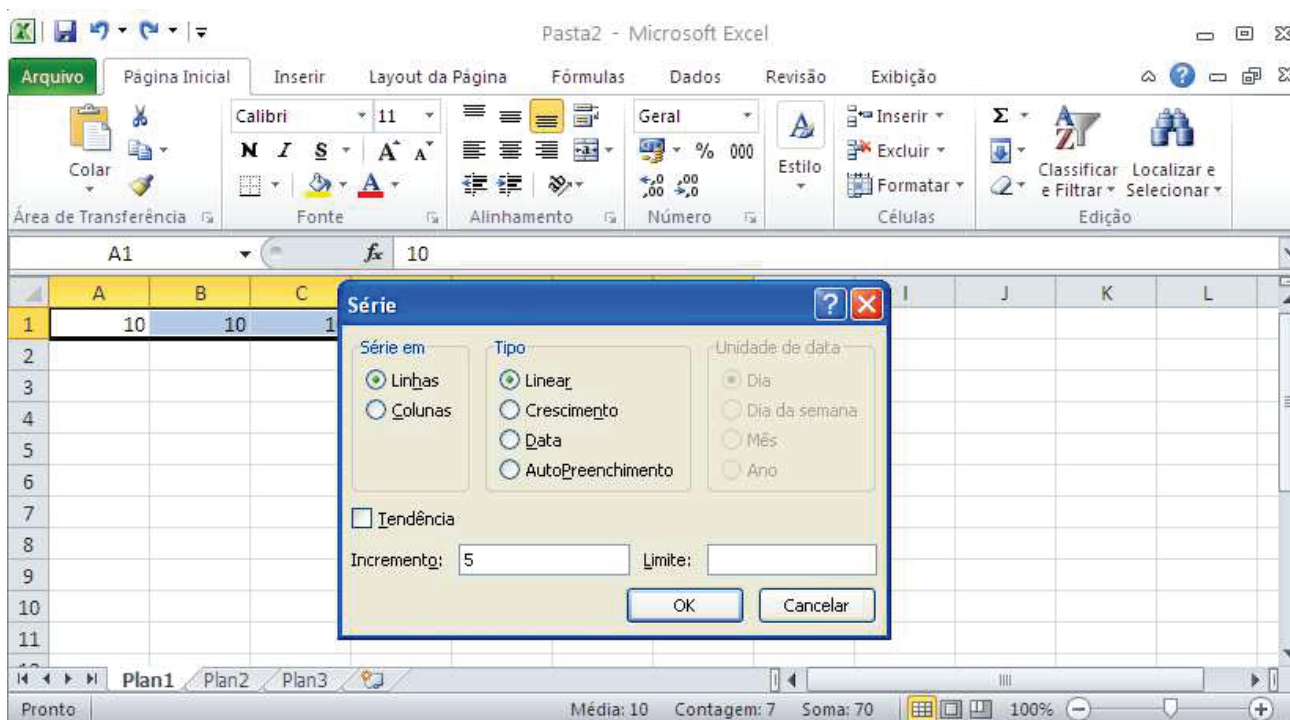 Pasta2 - Microsoft Excel
Arquivo Página Inicial Inserir Layout da Página Fórmulas Dados Revisão Exibição
Calibri 11 Geral Σ Inserir
N I S A A % 000 Excluir
Colar Estilo Formatar Classificar e Filtrar Localizar e Selecionar
Área de Transferência Fonte Alinhamento Número Células Edição
A1 fx 10
A B C I J K L
1 10 10 1
2
3
4
5
6
7
8
9
10
11
Série
Série em Tipo Unidade de data
Linhas Linear Dia
Colunas Crescimento Dia da semana
Data Mês
AutoPreenchimento Ano
Tendência
Incremento: 5 Limite:
OK Cancelar
Plan1 Plan2 Plan3
Pronto Média: 10 Contagem: 7 Soma: 70 100%